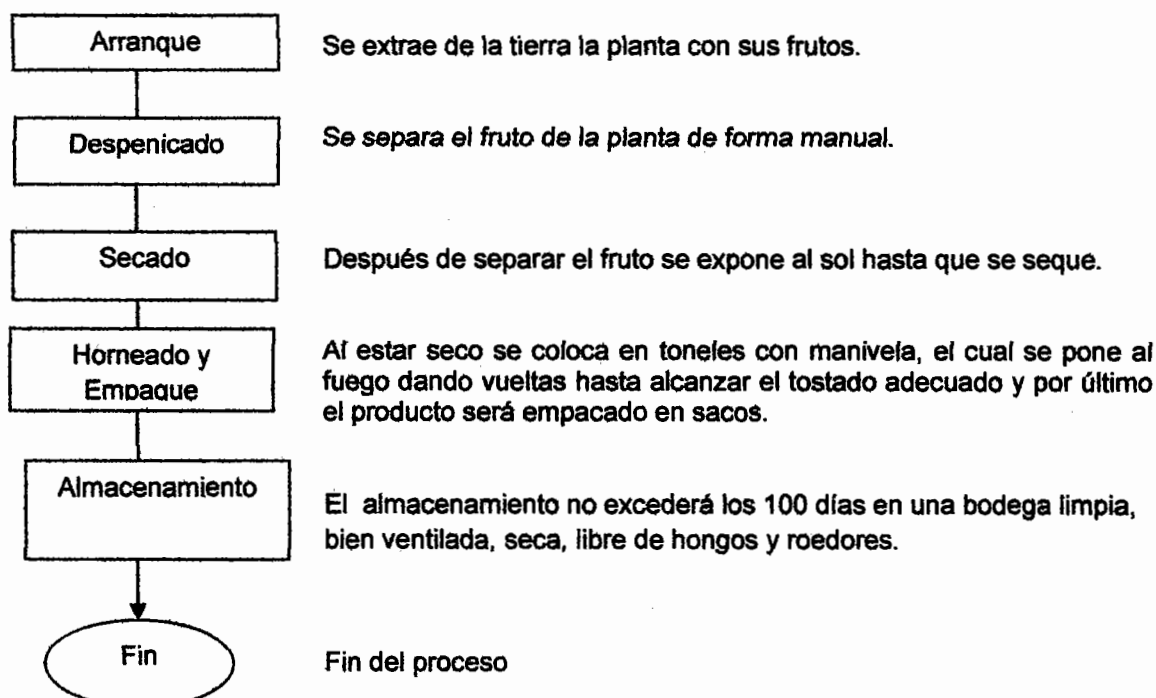 Arranque
Se extrae de la tierra la planta con sus frutos.
Despenicado
Se separa el fruto de la planta de forma manual.
Secado
Después de separar el fruto se expone al sol hasta que se seque.
Horneado y
Empaque
Al estar seco se coloca en toneles con manivela, el cual se pone al
fuego dando vueltas hasta alcanzar el tostado adecuado y por último
el producto será empacado en sacos.
Almacenamiento
El almacenamiento no excederá los 100 días en una bodega limpia,
bien ventilada, seca, libre de hongos y roedores.
Fin
Fin del proceso